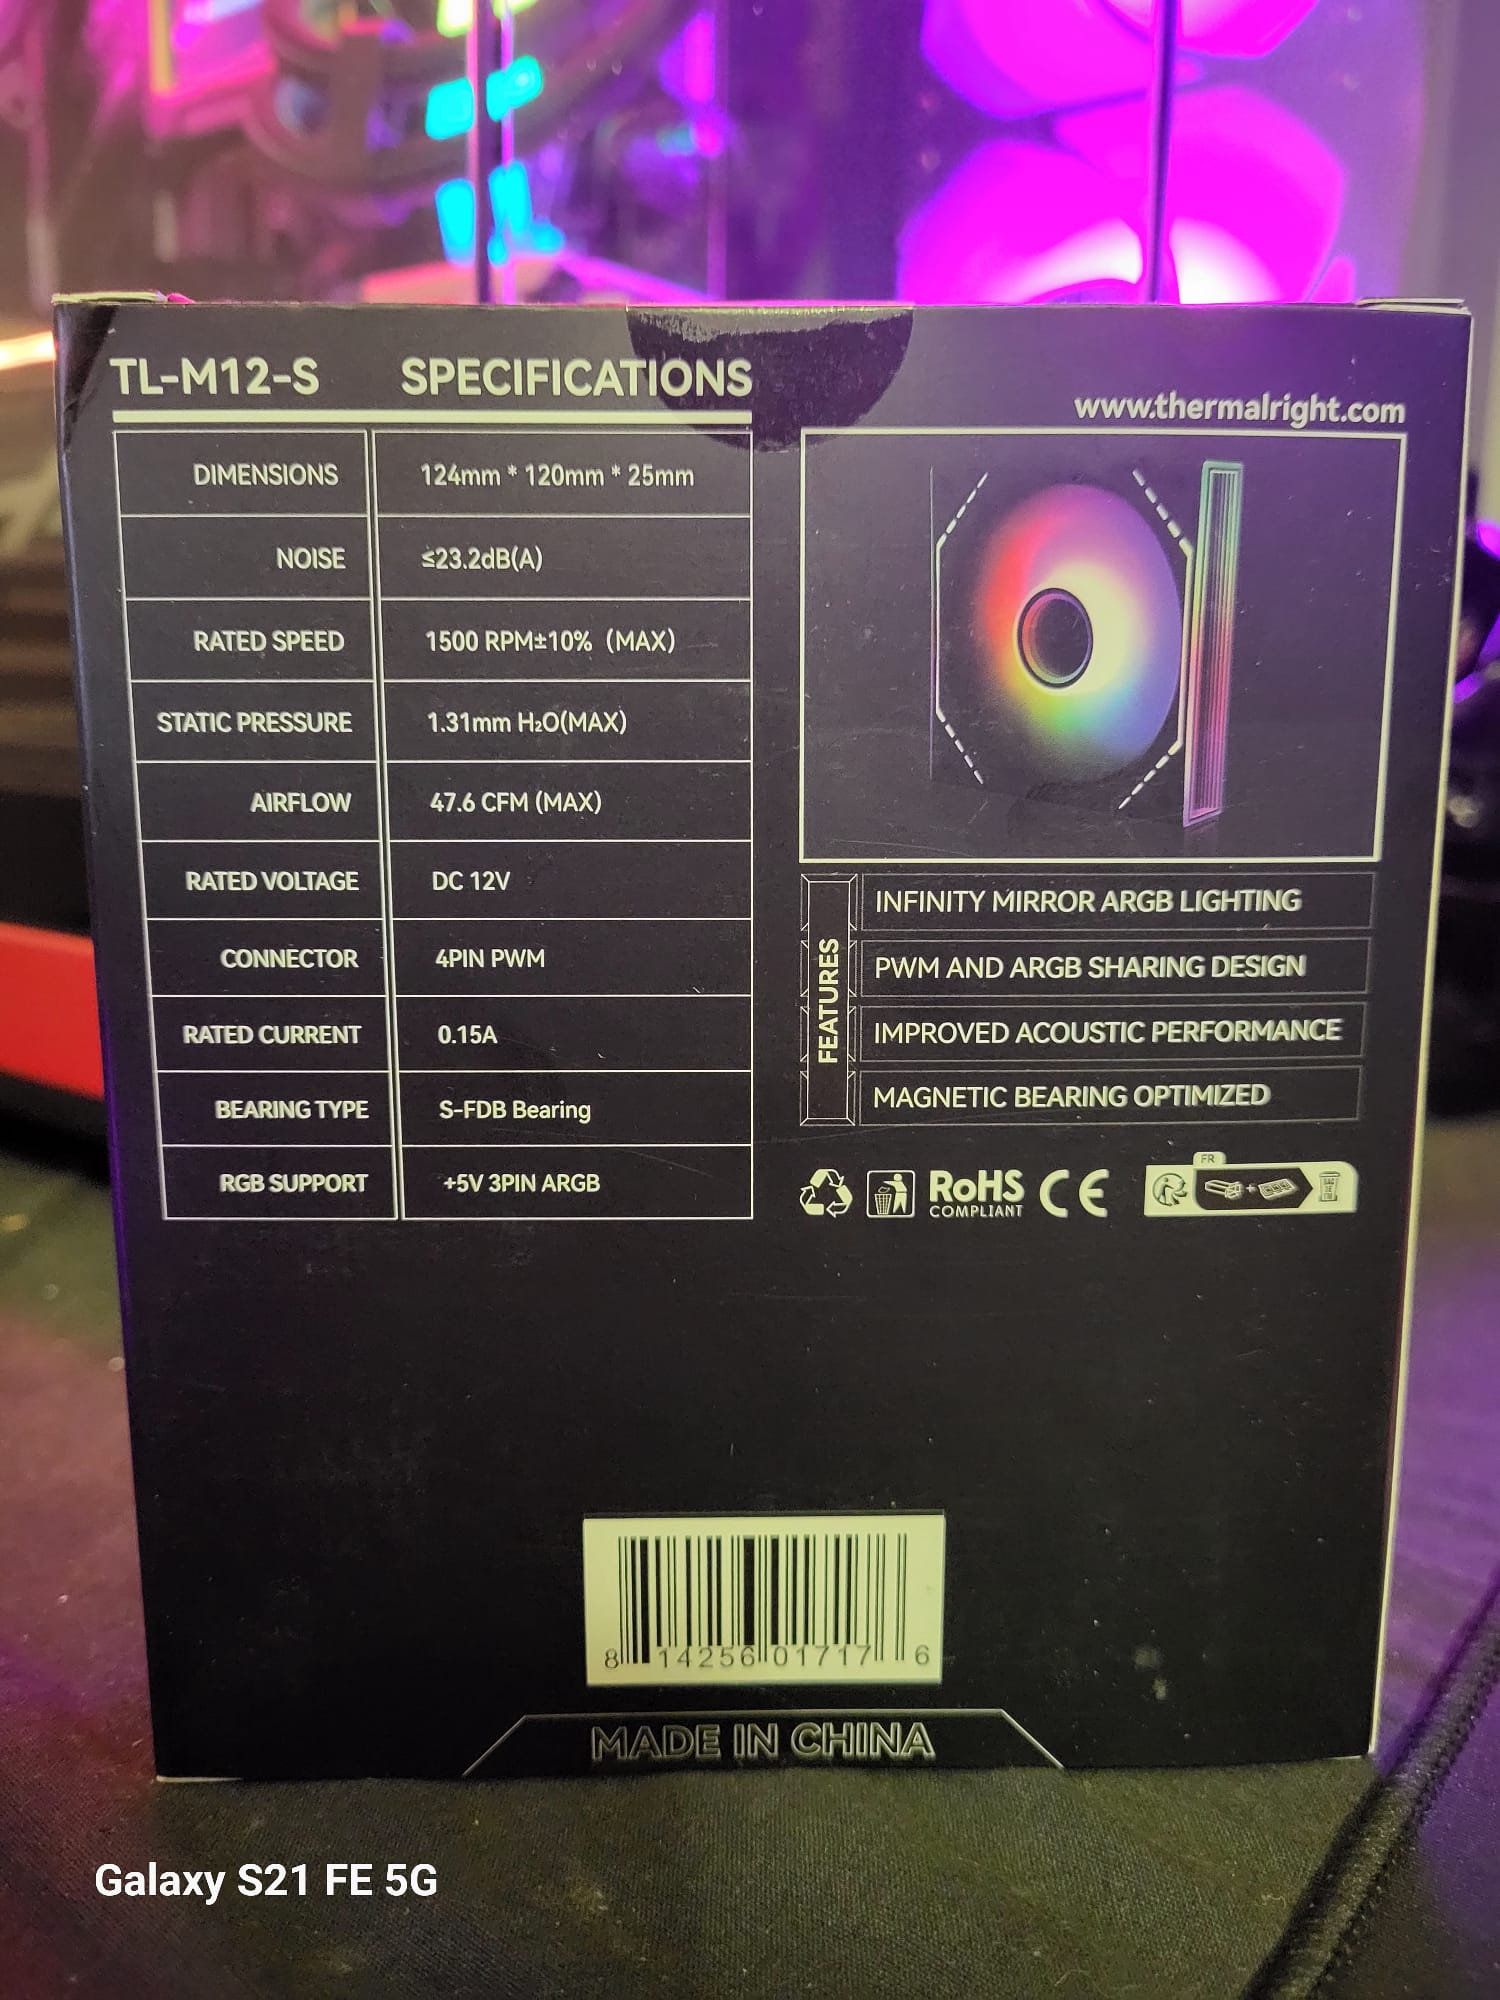 TL-M12-S SPECIFICATIONS
DIMENSIONS 124mm * 120mm * 25mm
NOISE ≤23.2dB(A)
RATED SPEED 1500 RPM±10% (MAX)
STATIC PRESSURE 1.31mm H₂O(MAX)
AIRFLOW 47.6 CFM (MAX)
RATED VOLTAGE DC 12V
CONNECTOR 4PIN PWM
RATED CURRENT 0.15A
BEARING TYPE S-FDB Bearing
RGB SUPPORT +5V 3PIN ARGB
www.thermalright.com
FEATURES
INFINITY MIRROR ARGB LIGHTING
PWM AND ARGB SHARING DESIGN
IMPROVED ACOUSTIC PERFORMANCE
MAGNETIC BEARING OPTIMIZED
RoHS
COMPLIANT
CE
FR
+
8 14256 01717 6
MADE IN CHINA
Galaxy S21 FE 5G